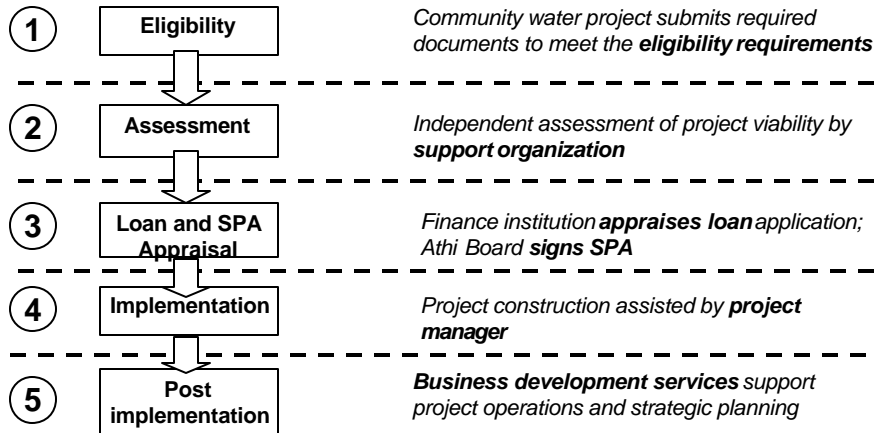 1
Eligibility
Community water project submits required
documents to meet the eligibility requirements
2
Assessment
Independent assessment of project viability by
support organization
3
Loan and SPA
Appraisal
Finance institution appraises loan application;
Athi Board signs SPA
4
Implementation
Project construction assisted by project
manager
5
Post
implementation
Business development services support
project operations and strategic planning